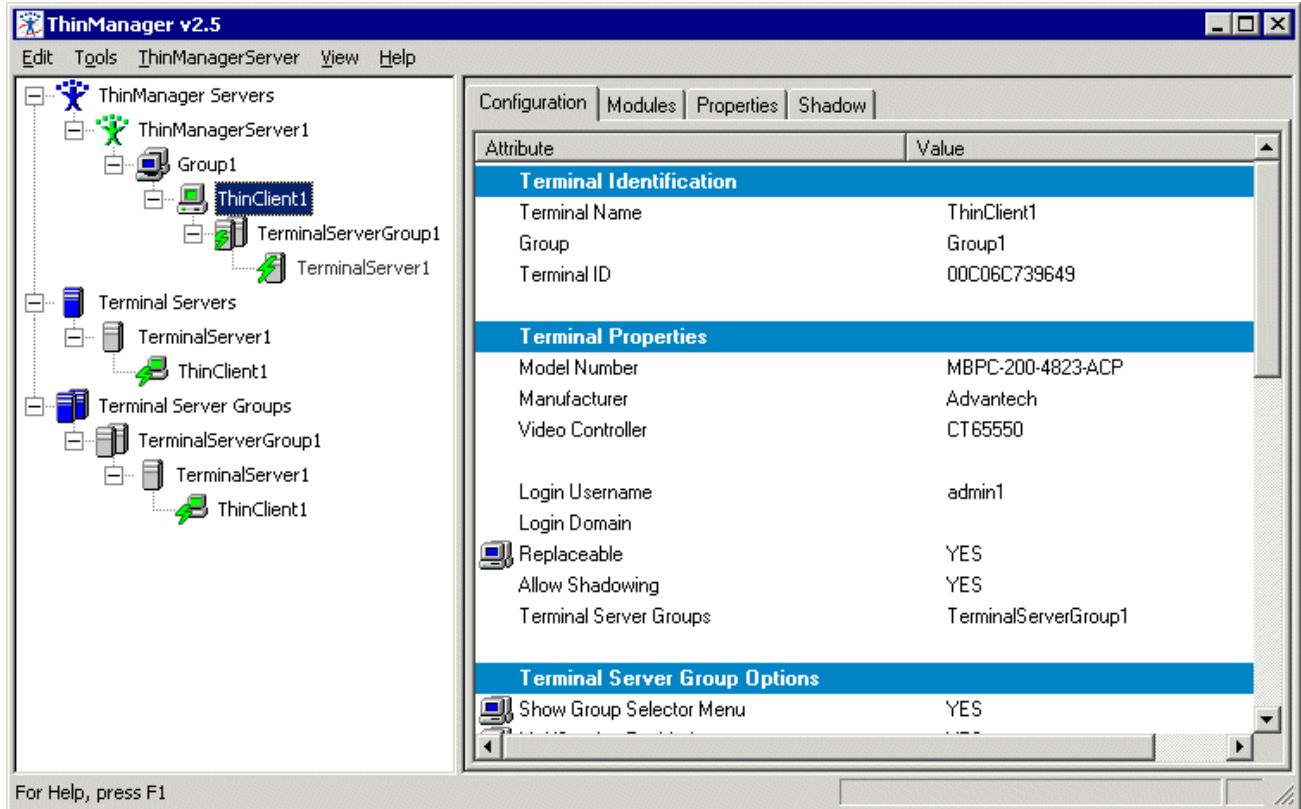 ThinManager v2.5
Edit Tools ThinManagerServer View Help
ThinManager Servers
ThinManagerServer1
Group1
ThinClient1
TerminalServerGroup1
TerminalServer1
Terminal Servers
TerminalServer1
ThinClient1
Terminal Server Groups
TerminalServerGroup1
TerminalServer1
ThinClient1
Configuration Modules Properties Shadow
Attribute Value
Terminal Identification
Terminal Name ThinClient1
Group Group1
Terminal ID 00C06C739649
Terminal Properties
Model Number MBPC-200-4823-ACP
Manufacturer Advantech
Video Controller CT65550
Login Username admin1
Login Domain
Replaceable YES
Allow Shadowing YES
Terminal Server Groups TerminalServerGroup1
Terminal Server Group Options
Show Group Selector Menu YES
For Help, press F1